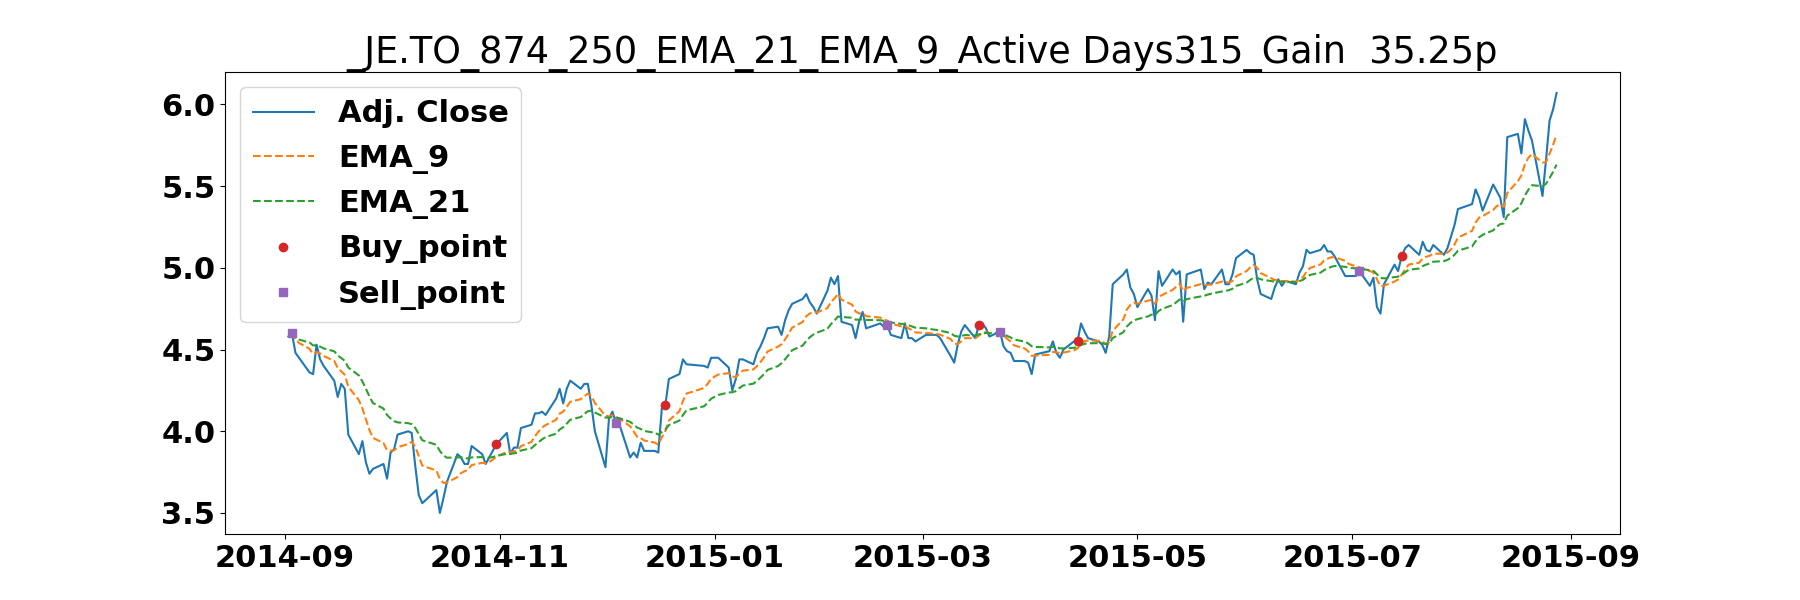 _JE.TO_874_250_EMA_21_EMA_9_Active Days315_Gain  35.25p
6.0
5.5
5.0
4.5
4.0
3.5
Adj. Close
EMA_9
EMA_21
Buy_point
Sell_point
2014-09 2014-11 2015-01 2015-03 2015-05 2015-07 2015-09